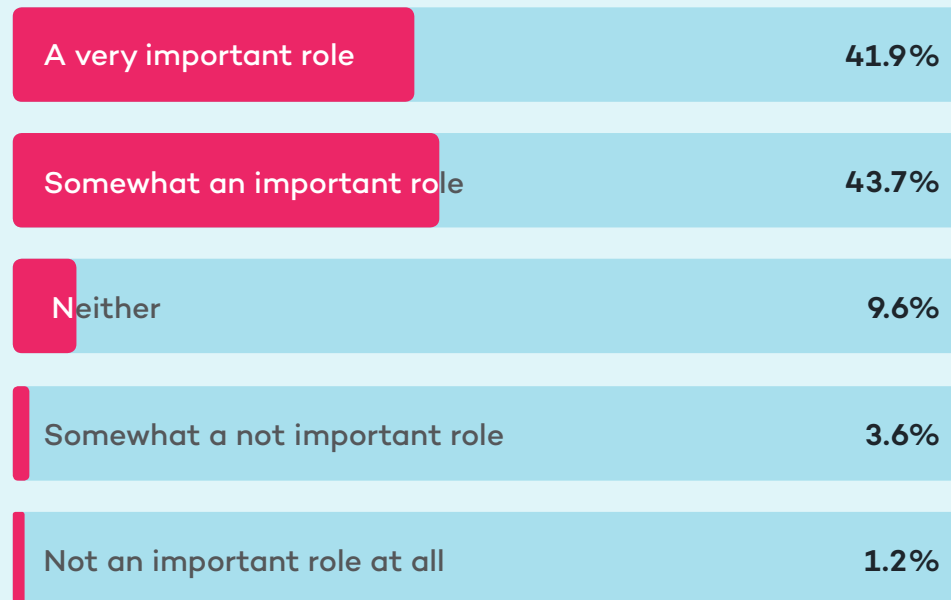 A very important role 41.9%
Somewhat an important role 43.7%
Neither 9.6%
Somewhat a not important role 3.6%
Not an important role at all 1.2%